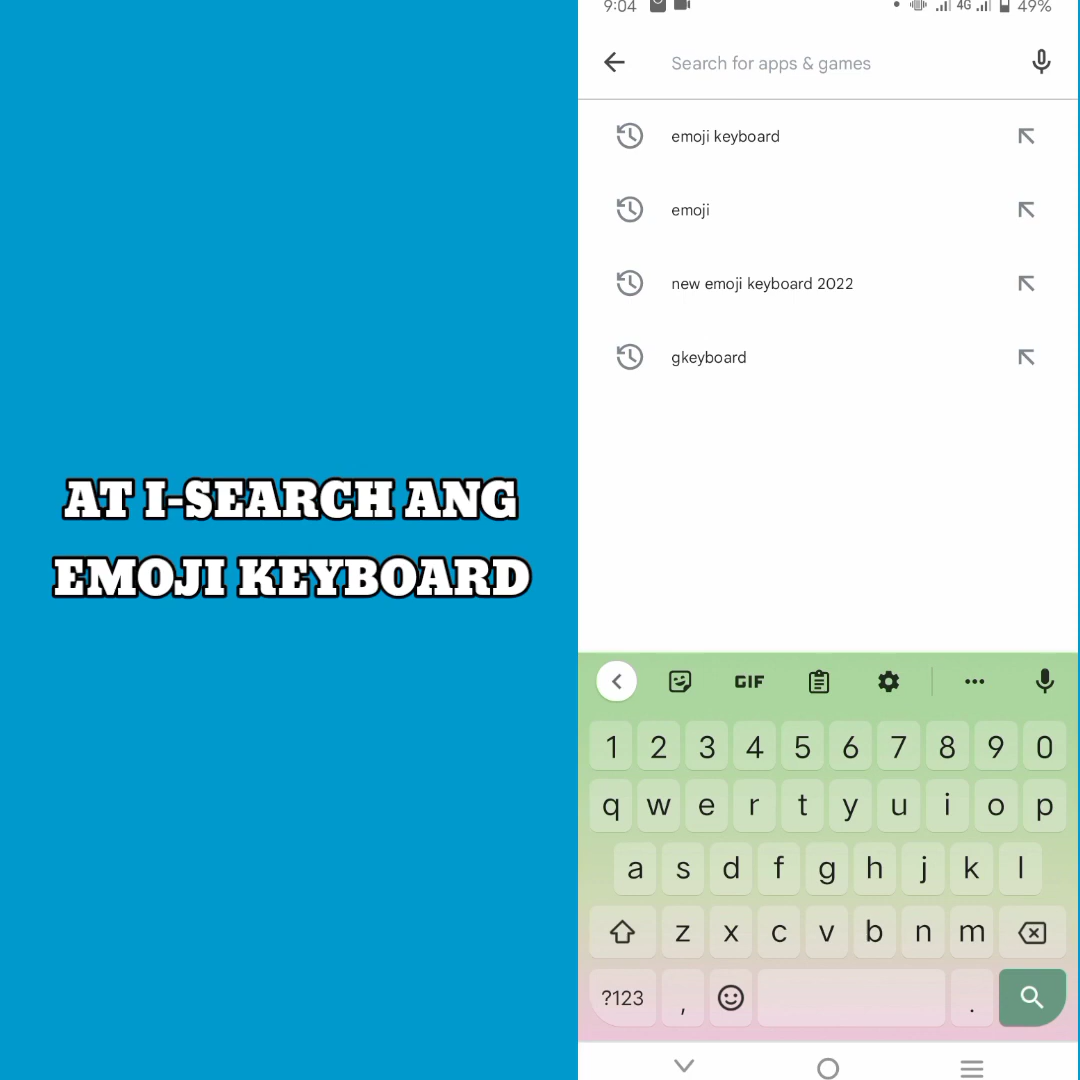 AT I-SEARCH ANG
EMOJI KEYBOARD
9:04 4G 49%
Search for apps & games
emoji keyboard
emoji
new emoji keyboard 2022
gkeyboard
GIF
1 2 3 4 5 6 7 8 9 0
q w e r t y u i o p
a s d f g h j k l
z x c v b n m
?123 , .